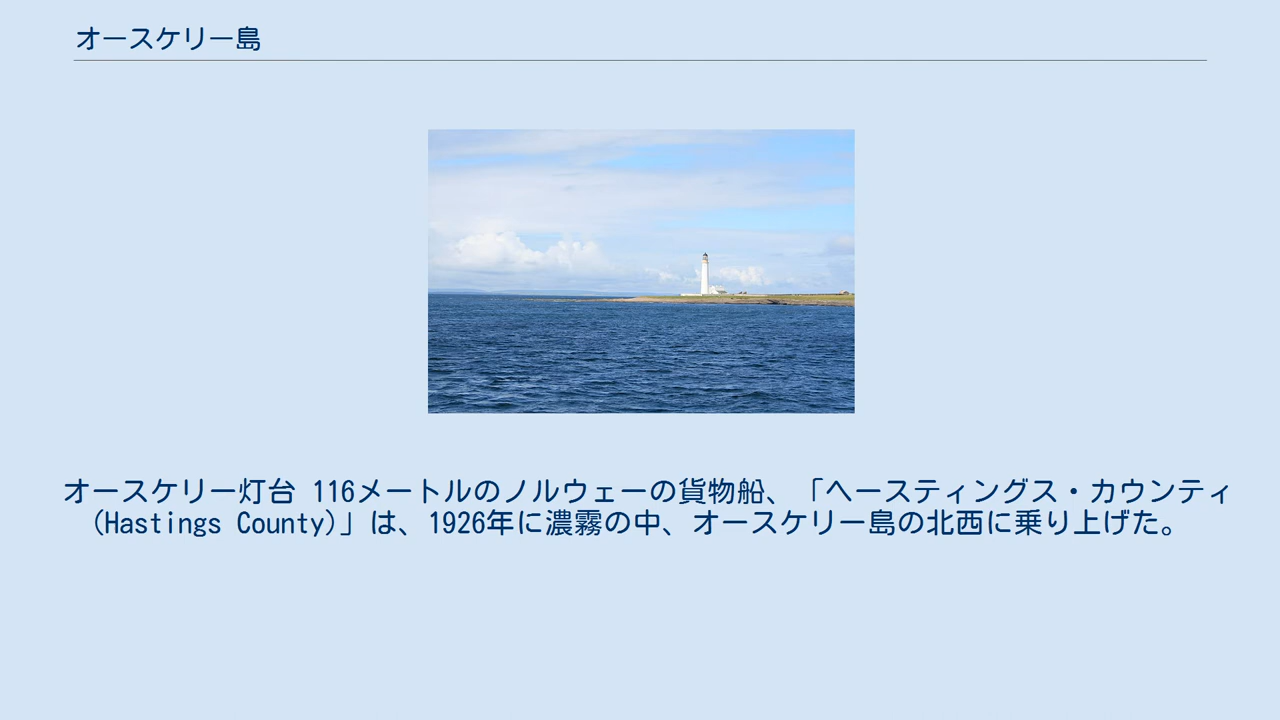 オースケリー島
オースケリー灯台 116メートルのノルウェーの貨物船、「ヘースティングス・カウンティ
(Hastings County)」は、1926年に濃霧の中、オースケリー島の北西に乗り上げた。